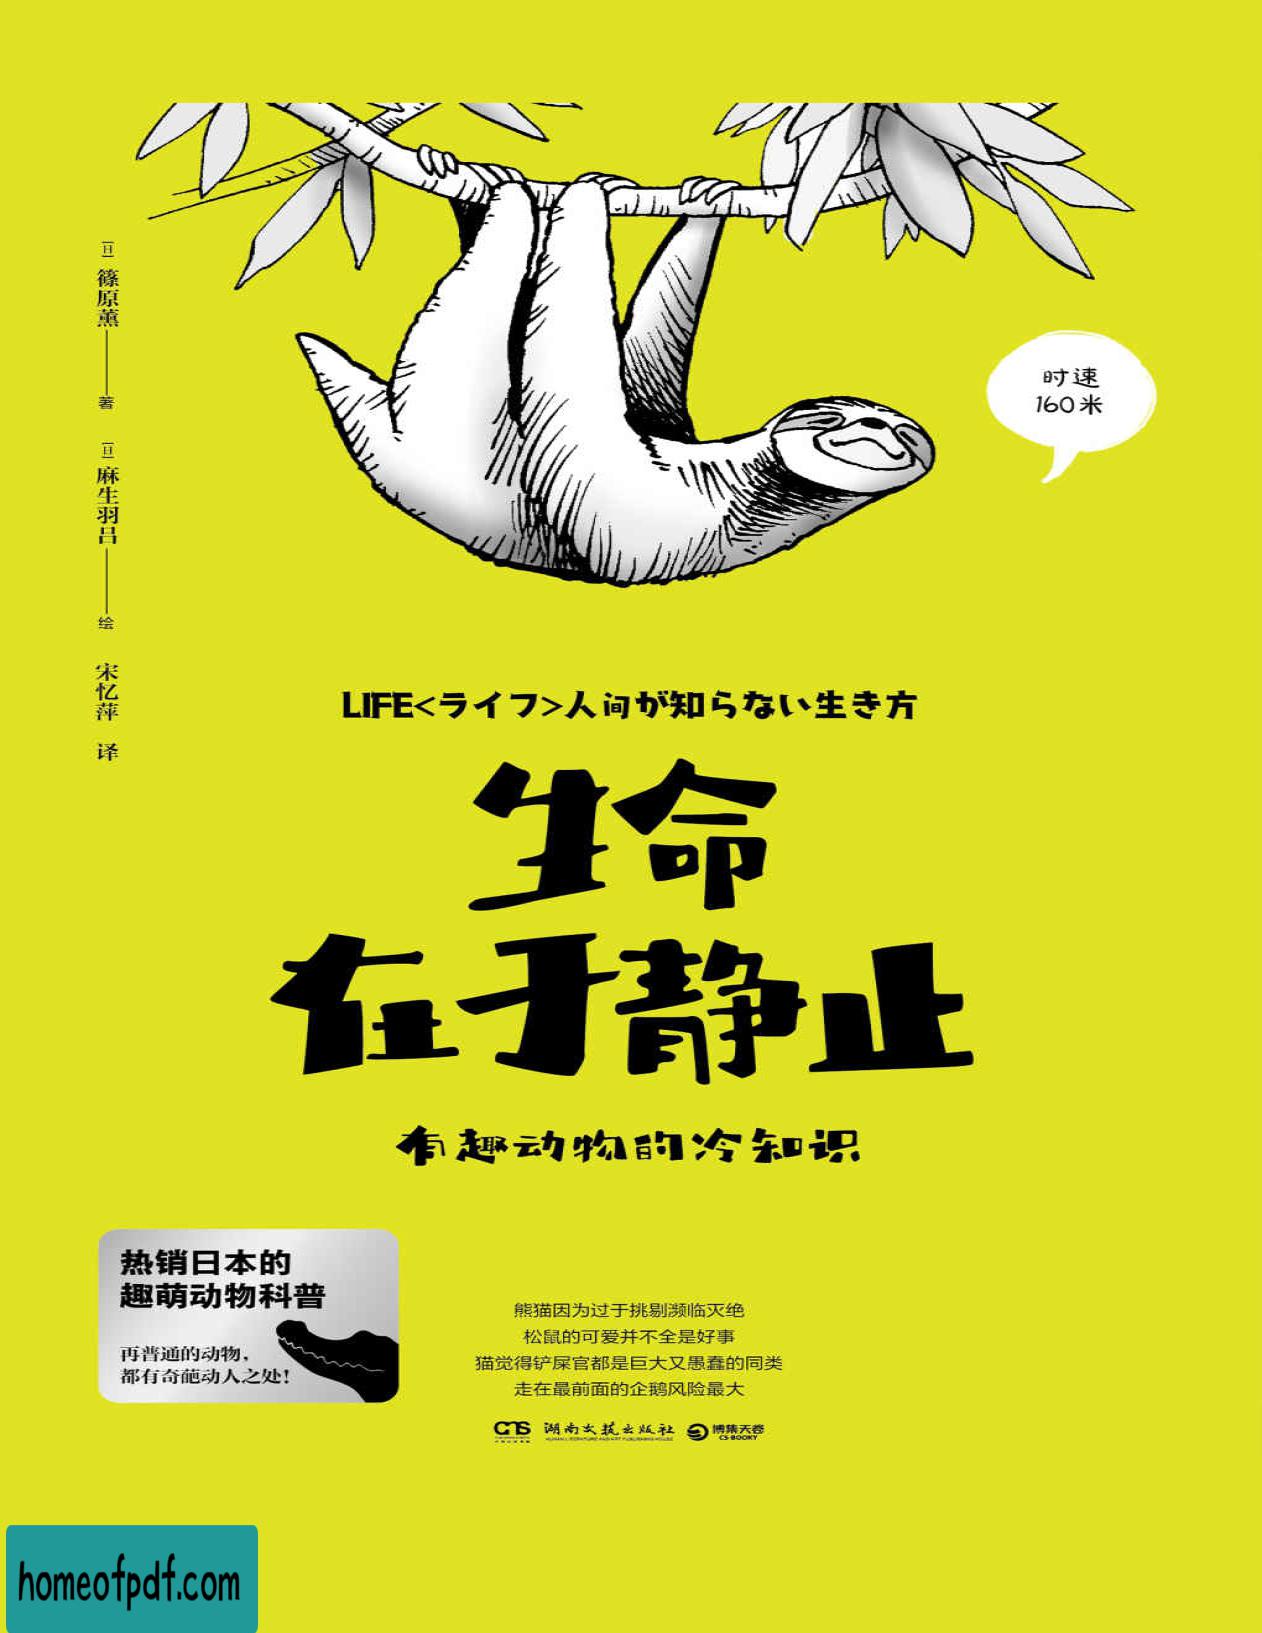 [日]篠原薰——著
[日]麻生羽吕——绘
宋忆萍 译
时速
160米
LIFE<ライフ>人间が知らない生き方
生命
在于静止
有趣动物的冷知识
热销日本的
趣萌动物科普
再普通的动物，
都有奇葩动人之处！
熊猫因为过于挑剔濒临灭绝
松鼠的可爱并不全是好事
猫觉得铲屎官都是巨大又愚蠢的同类
走在最前面的企鹅风险最大
湖南文艺出版社
HUNAN LITERATURE AND ART PUBLISHING HOUSE
博集天卷
CS-BOOKY
homeofpdf.com